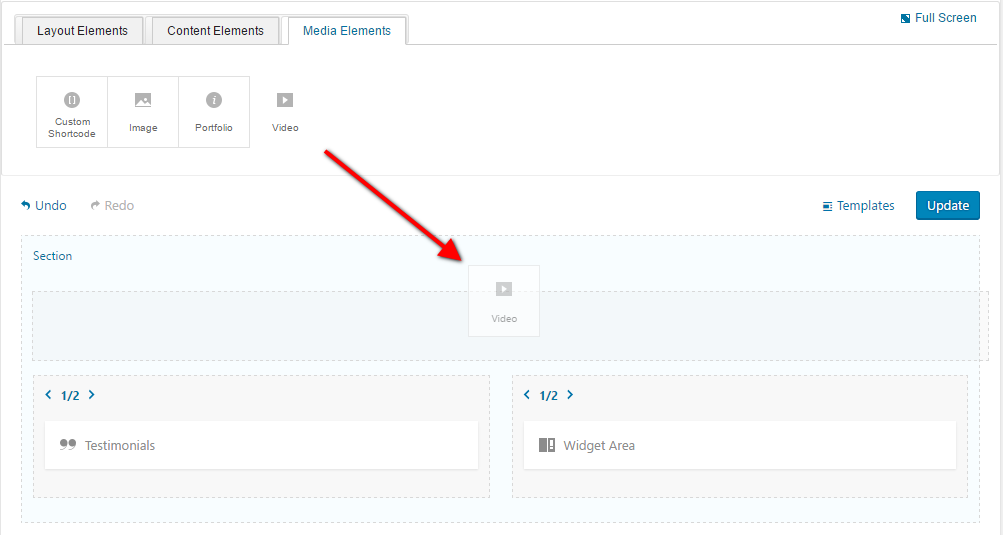 Layout Elements Content Elements Media Elements Full Screen
Custom Shortcode Image Portfolio Video
Undo Redo Templates Update
Section
Video
1/2 1/2
Testimonials Widget Area